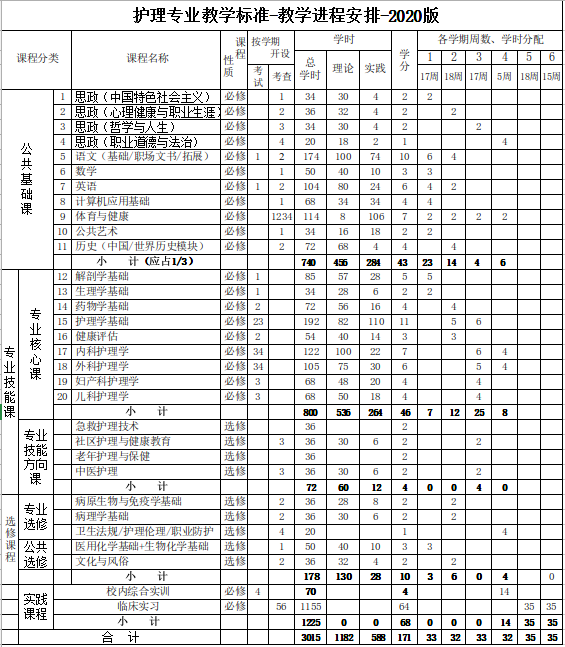 护理专业教学标准-教学进程安排-2020版
课程分类 课程名称 课程性质 按学期开设 学时 学分 各学期周数、学时分配
考试 考查 总学时 理论 实践 1 2 3 4 5 6
17周 18周 17周 5周 18周 15周
公共基础课
1 思政（中国特色社会主义） 必修 1 34 30 4 2 2
2 思政（心理健康与职业生涯） 必修 2 36 32 4 2 2
3 思政（哲学与人生） 必修 3 34 30 4 2 2
4 思政（职业道德与法治） 必修 4 20 18 2 1 4
5 语文（基础/职场文书/拓展） 必修 1 2 174 100 74 10 6 4
6 数学 必修 1 50 40 10 3 3
7 英语 必修 1 2 104 80 24 6 4 2
8 计算机应用基础 必修 1 68 34 34 4 4
9 体育与健康 必修 1234 114 8 106 7 2 2 2 2
10 公共艺术 必修 1 34 16 18 2 2
11 历史（中国/世界历史模块） 必修 2 72 68 4 4 4
小 计（应占1/3） 740 456 284 43 23 14 4 6
专业技能课
专业核心课
12 解剖学基础 必修 1 85 57 28 5 5
13 生理学基础 必修 1 34 28 6 2 2
14 药物学基础 必修 2 72 56 16 4 4
15 护理学基础 必修 23 192 82 110 11 5 6
16 健康评估 必修 2 54 40 14 3 3
17 内科护理学 必修 34 122 100 22 7 6 4
18 外科护理学 必修 34 105 75 30 6 5 4
19 妇产科护理学 必修 3 68 48 20 4 4
20 儿科护理学 必修 3 68 50 18 4 4
小 计 800 536 264 46 7 12 25 8
专业技能方向课
急救护理技术 选修 36 2
社区护理与健康教育 选修 3 36 30 6 2 2
老年护理与保健 选修 36 2
中医护理 选修 3 36 30 6 2 2
小 计 72 60 12 4 0 0 4 0
选修课程
专业选修
病原生物与免疫学基础 选修 2 36 28 8 2 2
病理学基础 选修 2 36 30 6 2 2
卫生法规/护理伦理/职业防护 选修 4 20 1 4
公共选修
医用化学基础+生物化学基础 选修 1 50 40 10 3 3
文化与风俗 选修 2 36 32 4 2 2
小 计 178 130 28 10 3 6 0 4 0
实践课程
校内综合实训 必修 4 70 4 14
临床实习 必修 56 1155 64 35 35
小 计 1225 0 0 68 0 0 0 14 35 35
合 计 3015 1182 588 171 33 32 33 32 35 35